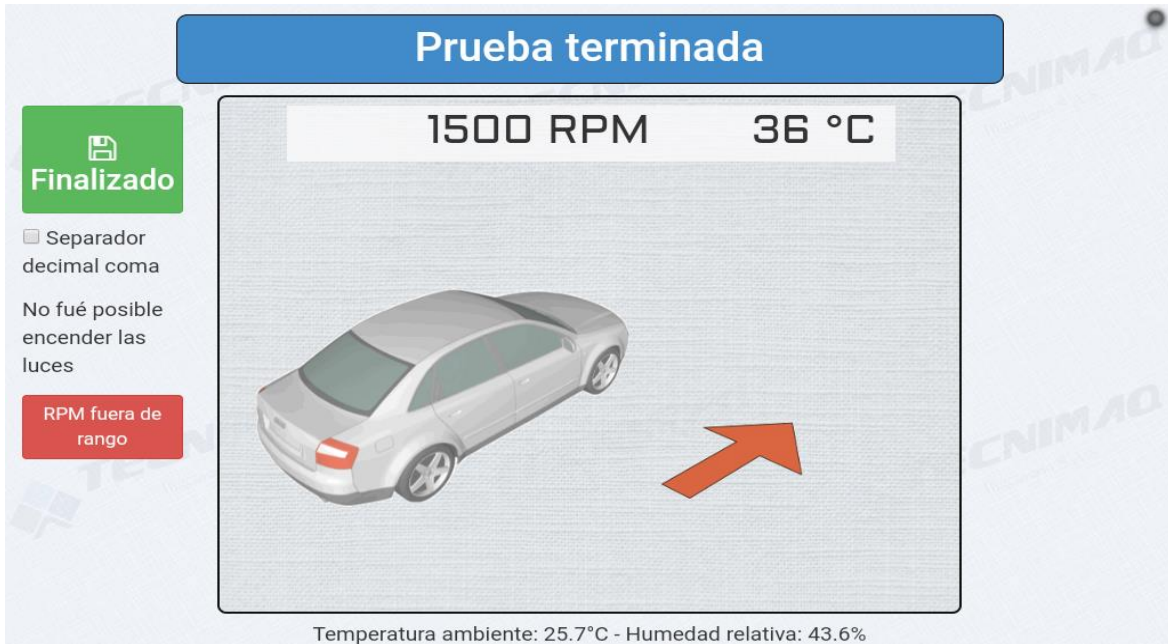 Prueba terminada
1500 RPM 36 °C
Finalizado
Separador
decimal coma
No fué posible
encender las
luces
RPM fuera de
rango
Temperatura ambiente: 25.7°C - Humedad relativa: 43.6%
TECNIMAQ